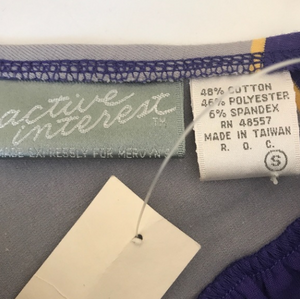 active
interest
TM
MADE EXPRESSLY FOR MERVYN'S
48% COTTON
46% POLYESTER
6% SPANDEX
RN 48557
MADE IN TAIWAN
R. O. C.
S